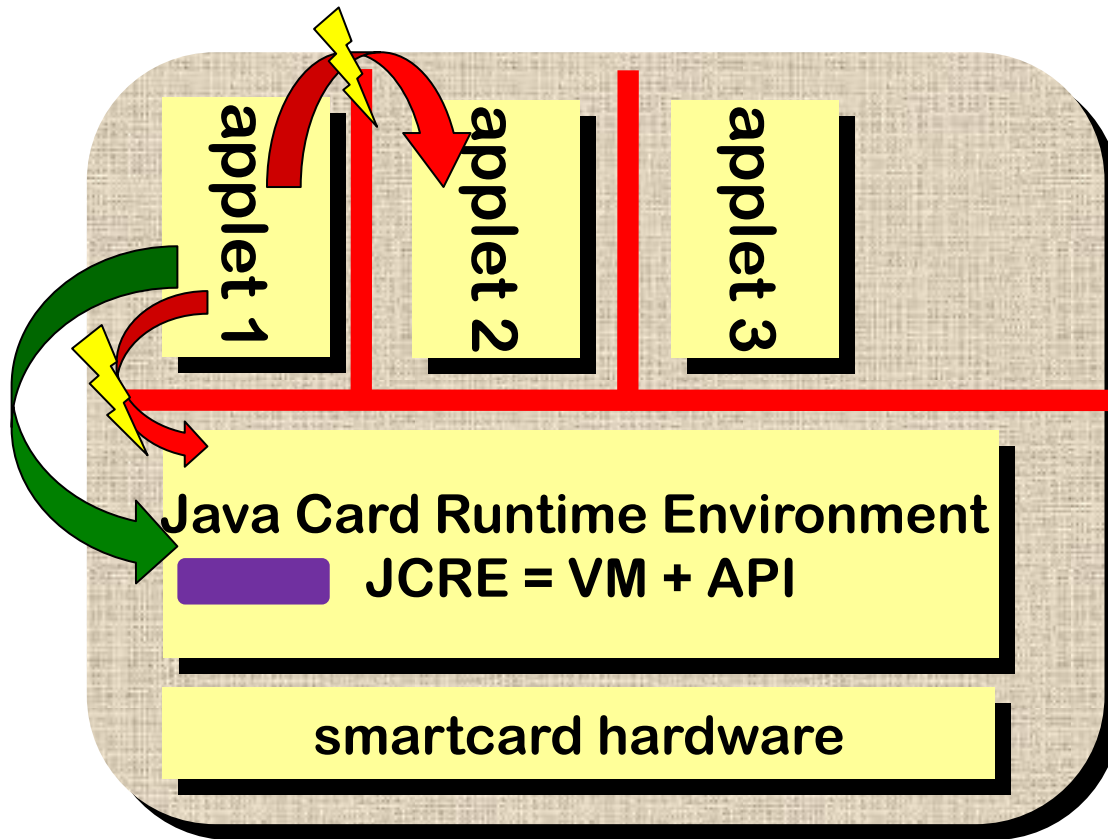 applet 1
applet 2
applet 3
Java Card Runtime Environment
JCRE = VM + API
smartcard hardware